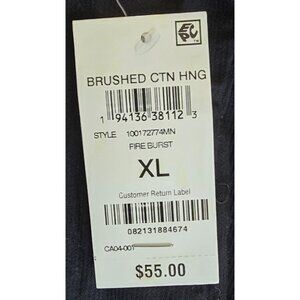 BRUSHED CTN HNG
1 94136 38112 3
STYLE 100172774MN
FIRE BURST
XL
Customer Return Label
082131884674
CA04-001
$55.00